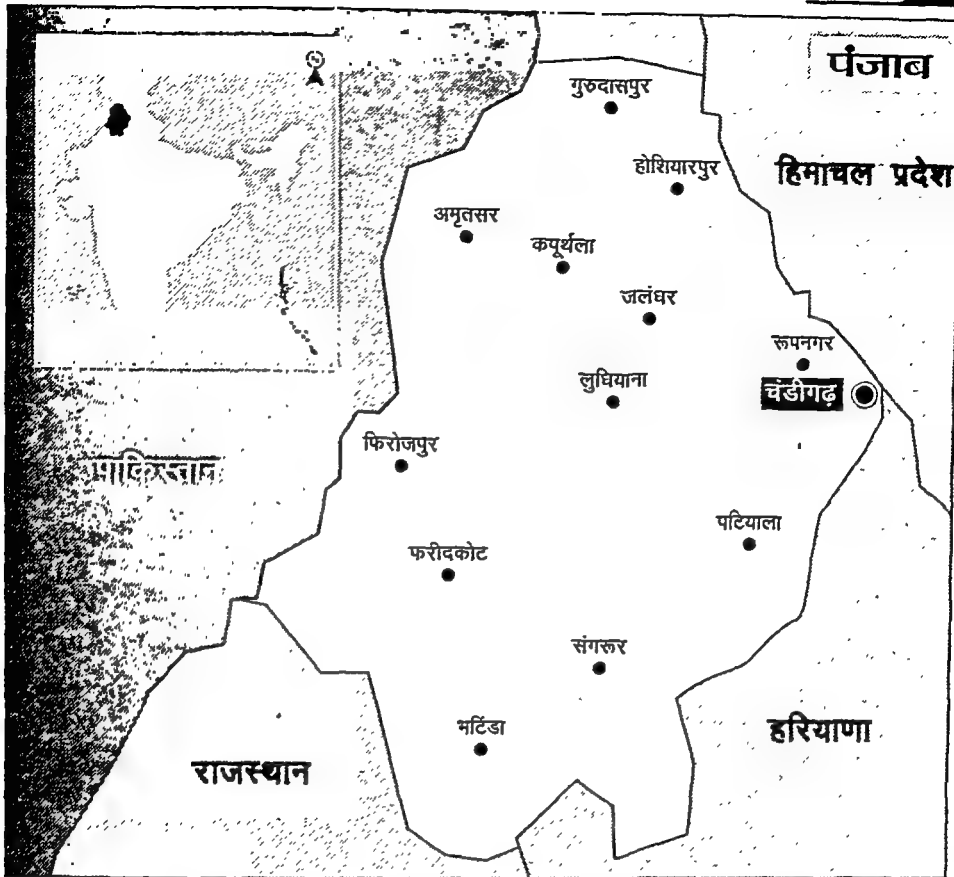 पंजाब
गुरुदासपुर
होशियारपुर
हिमाचल प्रदेश
अमृतसर
कपूर्थला
जलंधर
रूपनगर
लुधियाना
चंडीगढ़
फिरोजपुर
पाकिस्तान
पटियाला
फरीदकोट
संगरूर
भटिंडा
हरियाणा
राजस्थान